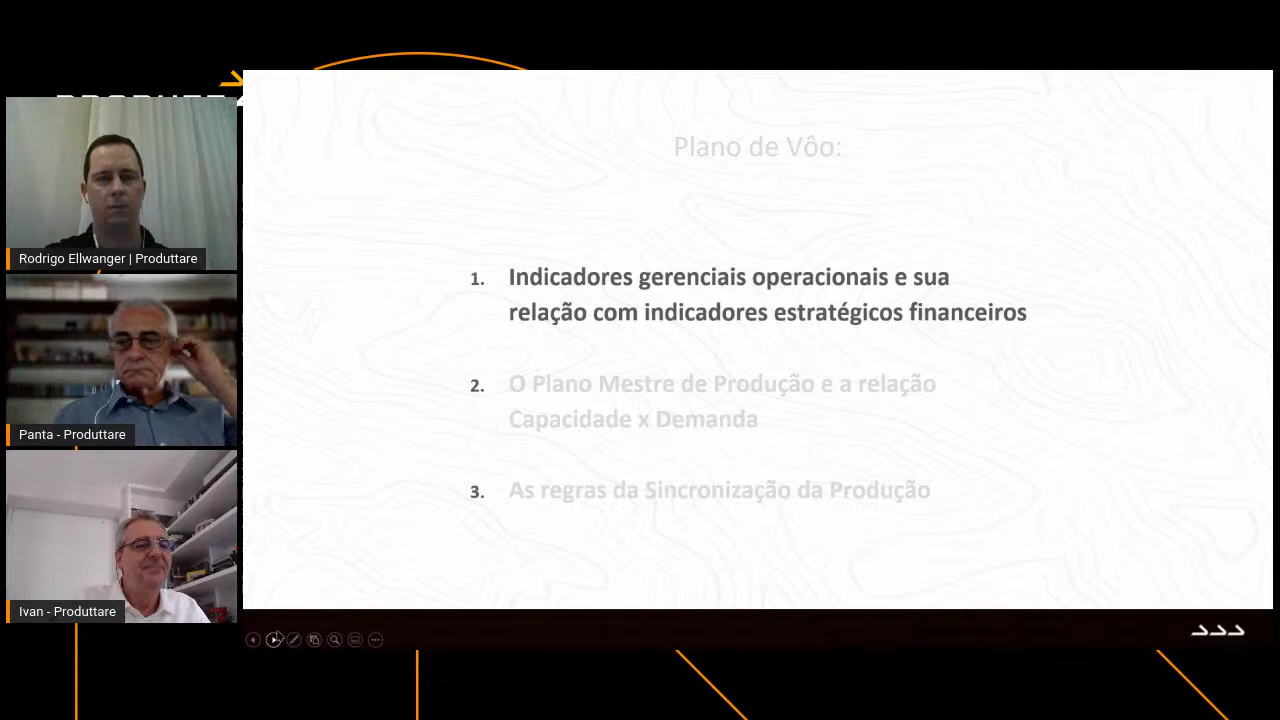 Rodrigo Ellwanger | Produttare
Panta - Produttare
Ivan - Produttare
Plano de Vôo:
1. Indicadores gerenciais operacionais e sua
relação com indicadores estratégicos financeiros
2. O Plano Mestre de Produção e a relação
Capacidade x Demanda
3. As regras da Sincronização da Produção